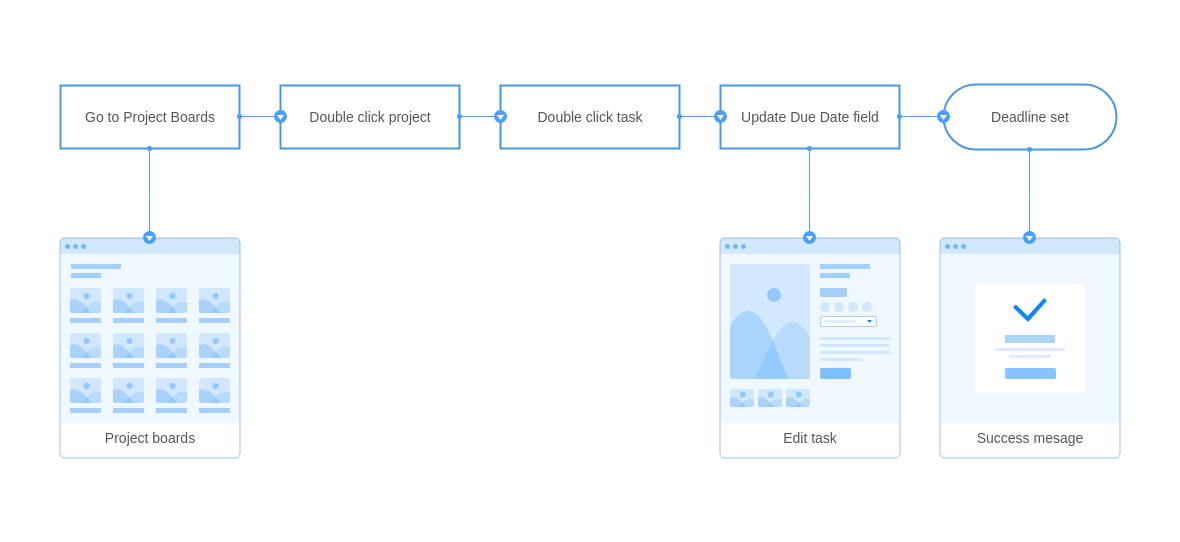 Go to Project Boards
Double click project
Double click task
Update Due Date field
Deadline set
Project boards
Edit task
Success mesage